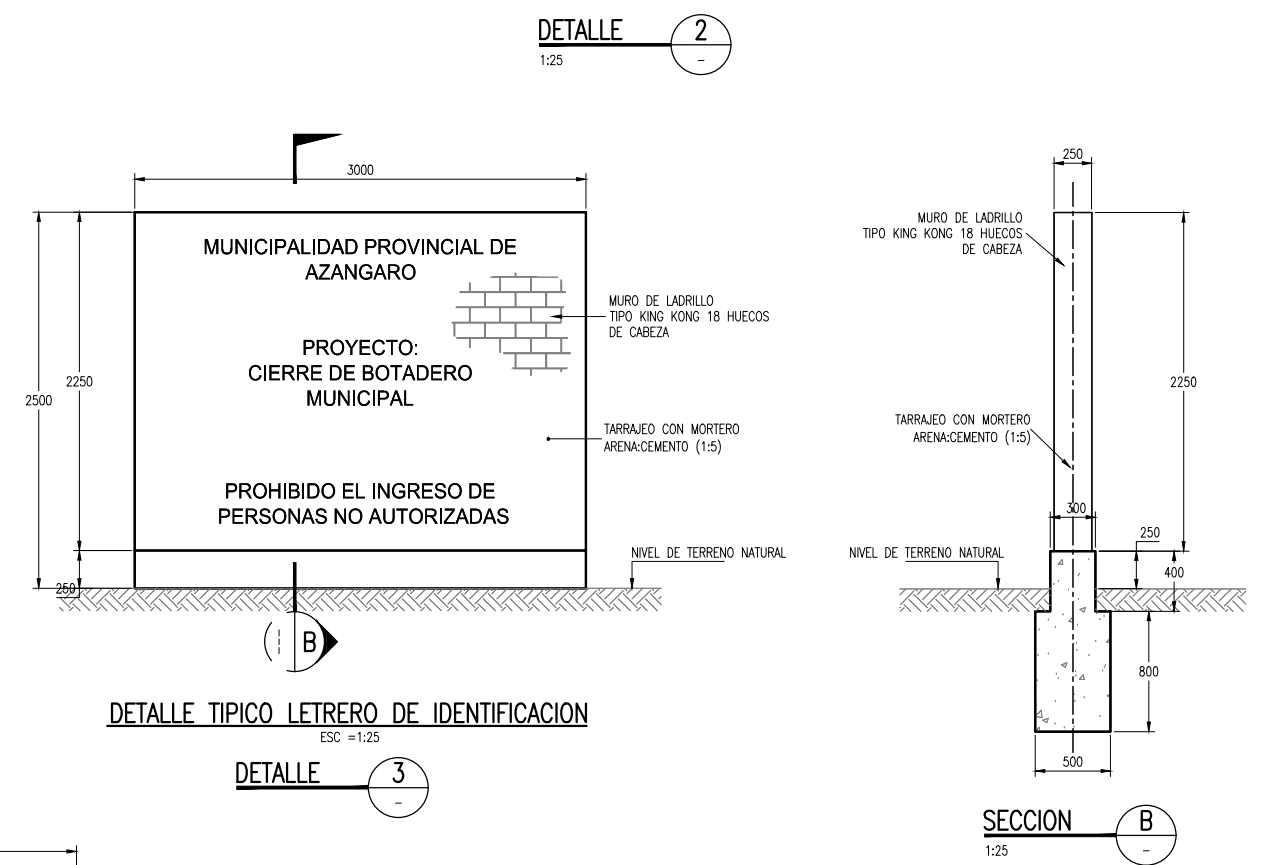 DETALLE 2
1:25 -
3000
2500
2250
250
MUNICIPALIDAD PROVINCIAL DE
AZANGARO
PROYECTO:
CIERRE DE BOTADERO
MUNICIPAL
PROHIBIDO EL INGRESO DE
PERSONAS NO AUTORIZADAS
MURO DE LADRILLO
TIPO KING KONG 18 HUECOS
DE CABEZA
TARRAJEO CON MORTERO
ARENA:CEMENTO (1:5)
NIVEL DE TERRENO NATURAL
B
DETALLE TIPICO LETRERO DE IDENTIFICACION
ESC =1:25
DETALLE 3
-
250
MURO DE LADRILLO
TIPO KING KONG 18 HUECOS
DE CABEZA
2250
TARRAJEO CON MORTERO
ARENA:CEMENTO (1:5)
300
250
NIVEL DE TERRENO NATURAL
400
800
500
SECCION B
1:25 -